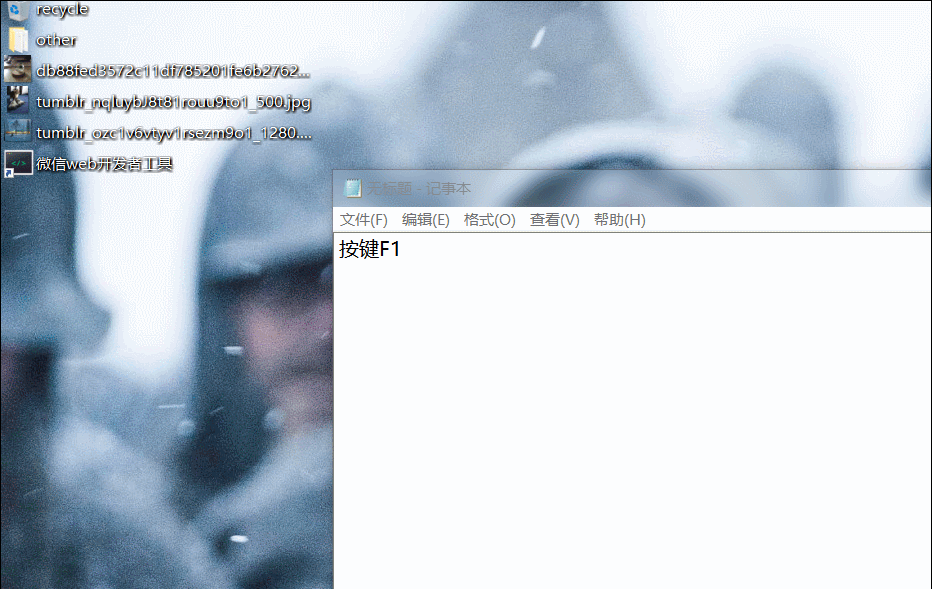 recycle
other
db88fed3572c11df785201fe6b2762...
tumblr_nqluybJ8t81rouu9to1_500.jpg
tumblr_ozc1v6vtyv1rsezm9o1_1280....
微信web开发者工具
无标题 - 记事本
文件(F) 编辑(E) 格式(O) 查看(V) 帮助(H)
按键F1